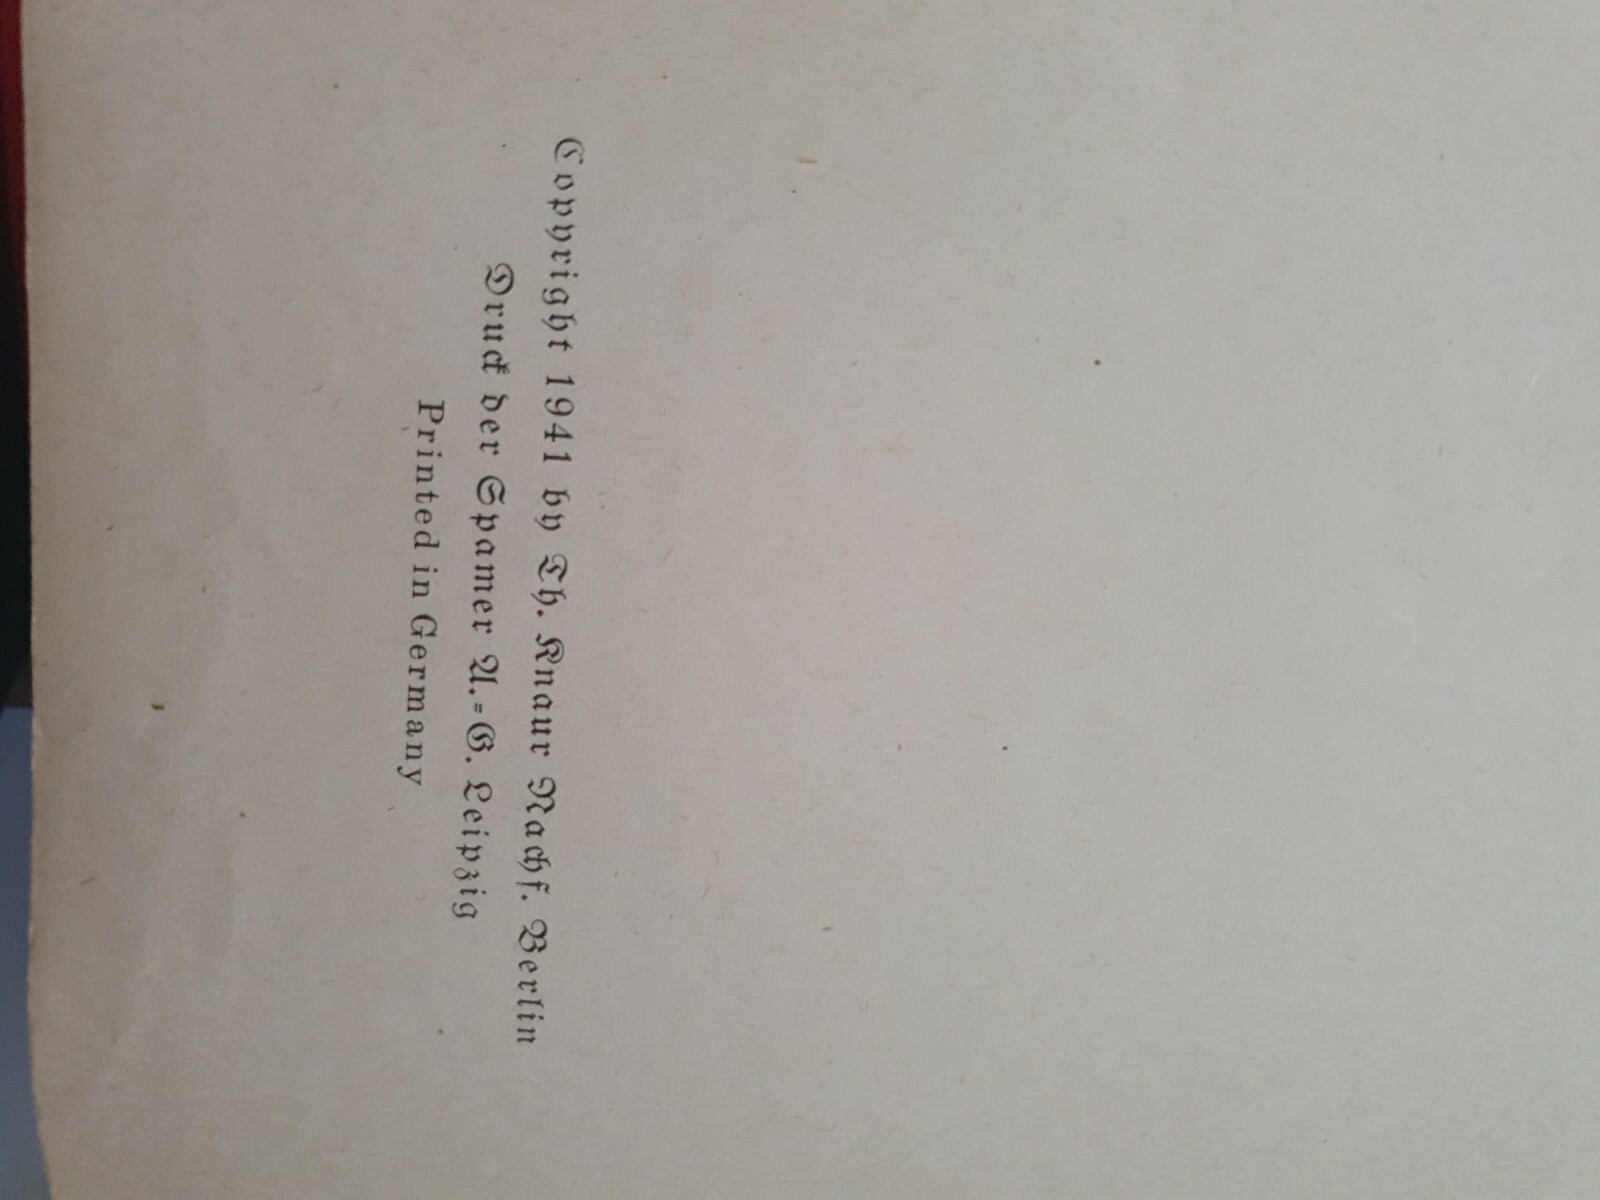 Copyright 1941 by Th. Knaur Nachf. Berlin
Druck der Spamer A.=G. Leipzig
Printed in Germany